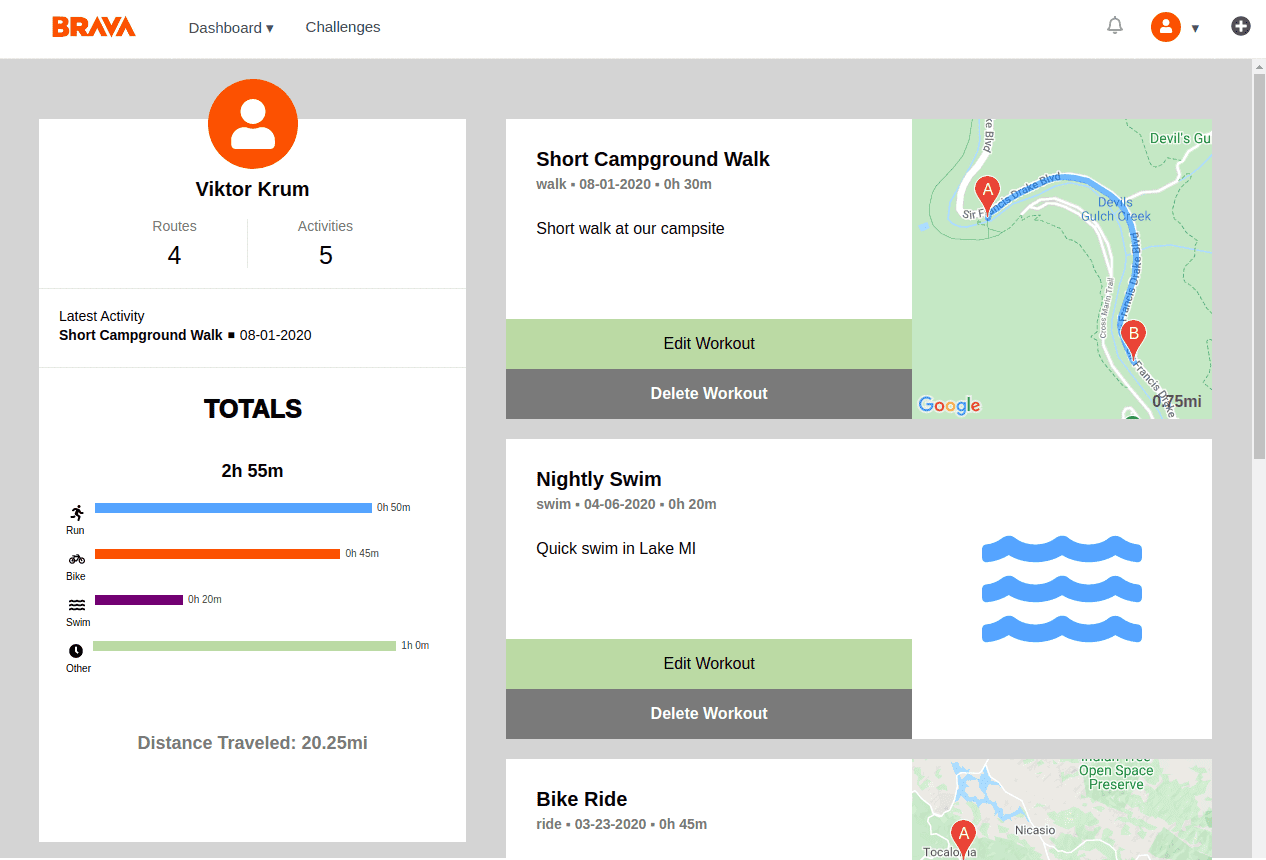 BRAVA
Dashboard ▾
Challenges
▾
Viktor Krum
Routes
4
Activities
5
Latest Activity
Short Campground Walk ■ 08-01-2020
TOTALS
2h 55m
Run
0h 50m
Bike
0h 45m
Swim
0h 20m
Other
1h 0m
Distance Traveled: 20.25mi
Short Campground Walk
walk ▪ 08-01-2020 ▪ 0h 30m
Short walk at our campsite
Edit Workout
Delete Workout
ke Blvd
Devil's Gu
A
Sir F
ancis Drake Blvd
Devils
Gulch Creek
Francis Drake Blvd
Cross Marin Trail
B
Francis Drake
Google
0.75mi
Nightly Swim
swim ▪ 04-06-2020 ▪ 0h 20m
Quick swim in Lake MI
Edit Workout
Delete Workout
Bike Ride
ride ▪ 03-23-2020 ▪ 0h 45m
Indian Tree
Open Space
Preserve
A
Nicasio
Tocaloma